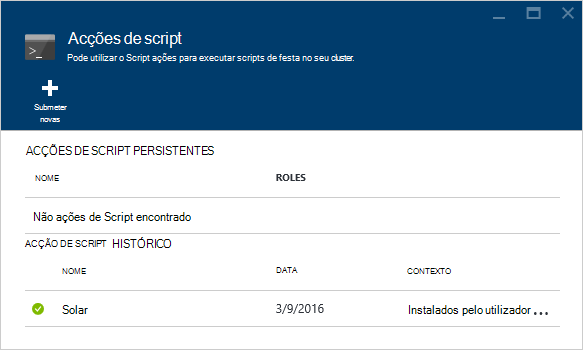 Acções de script
Pode utilizar o Script ações para executar scripts de festa no seu cluster.
Submeter
novas
ACÇÕES DE SCRIPT PERSISTENTES
NOME ROLES
Não ações de Script encontrado
ACÇÃO DE SCRIPT HISTÓRICO
NOME DATA CONTEXTO
Solar 3/9/2016 Instalados pelo utilizador ...